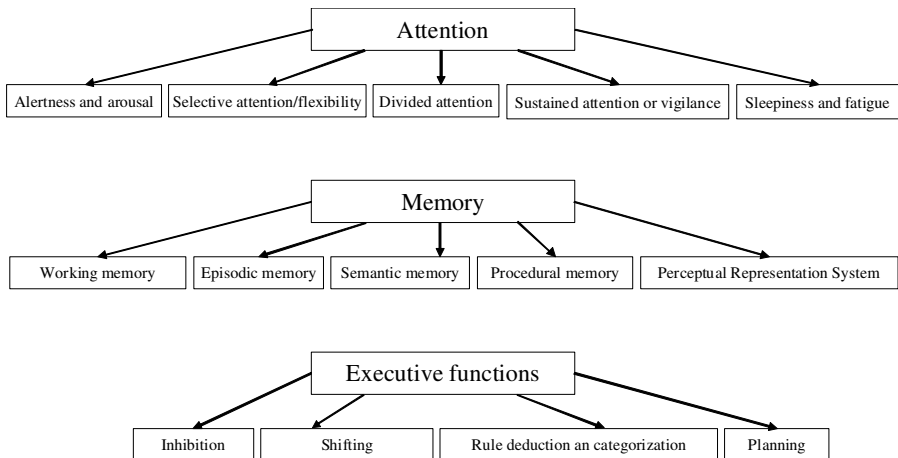 Attention
Alertness and arousal
Selective attention/flexibility
Divided attention
Sustained attention or vigilance
Sleepiness and fatigue
Memory
Working memory
Episodic memory
Semantic memory
Procedural memory
Perceptual Representation System
Executive functions
Inhibition
Shifting
Rule deduction an categorization
Planning